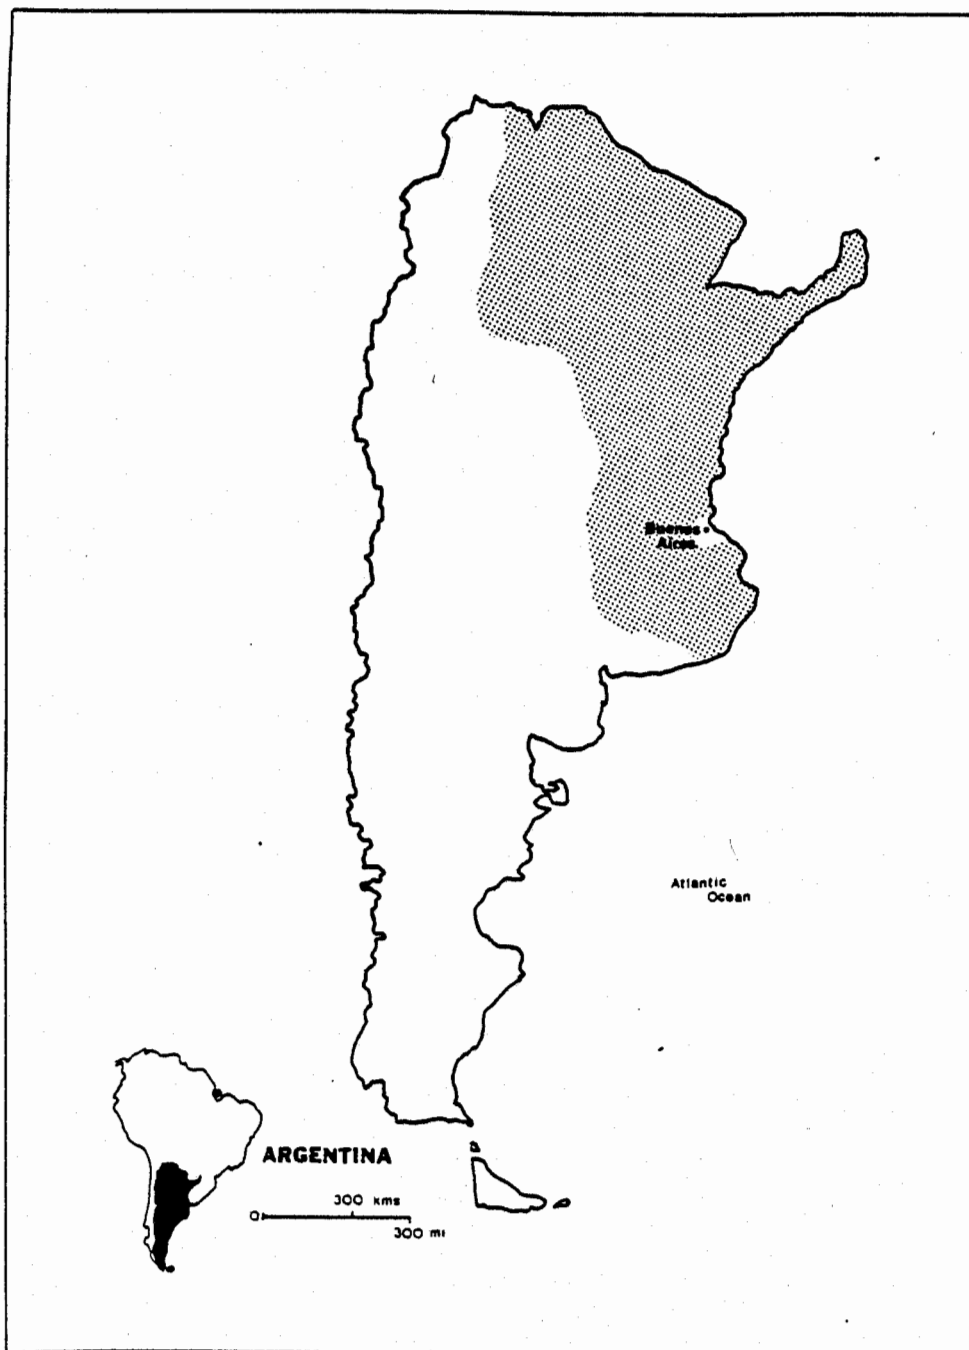 Buenos
Aires
Atlantic
Ocean
ARGENTINA
300 kms
0
300 mi